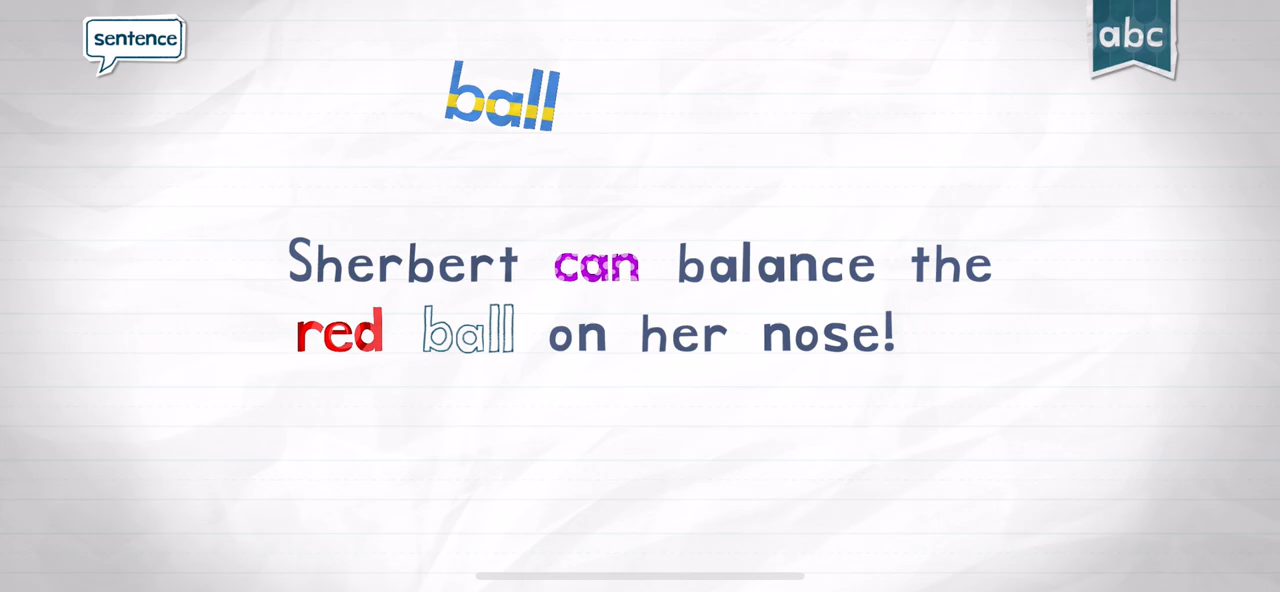 sentence
abc
ball
Sherbert can balance the
red ball on her nose!